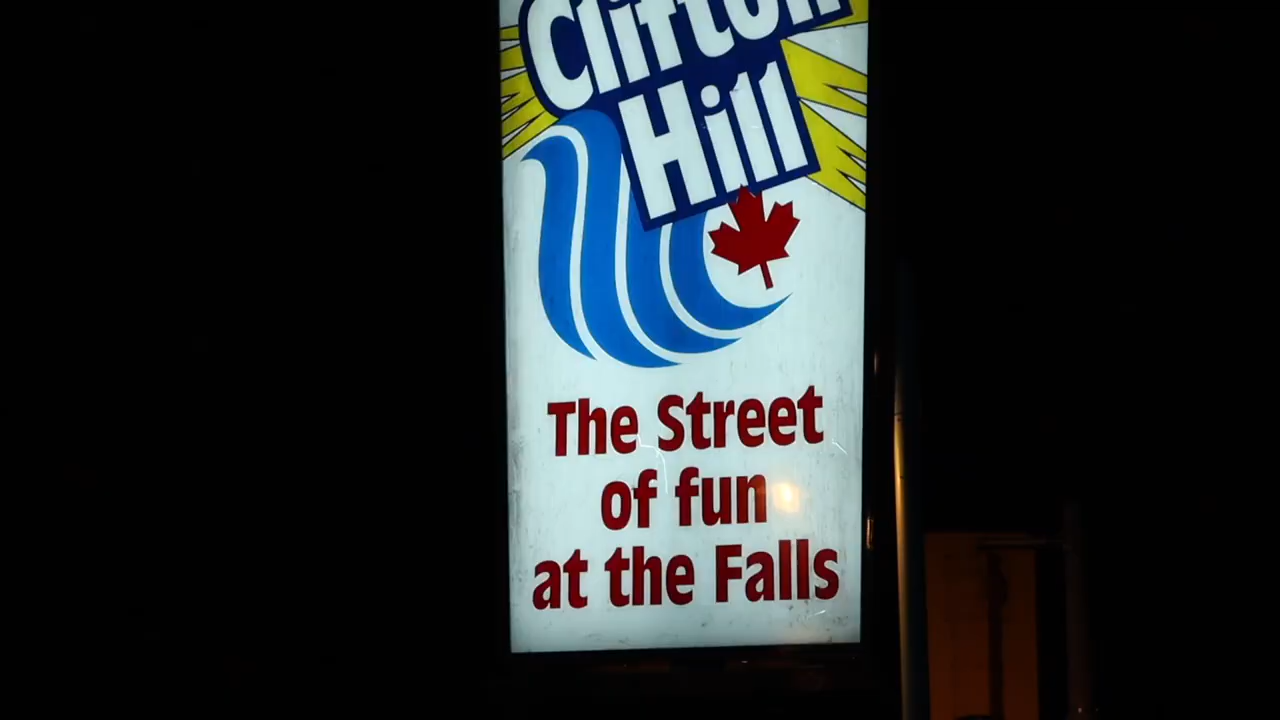 Clifton
Hill
The Street
of fun
at the Falls